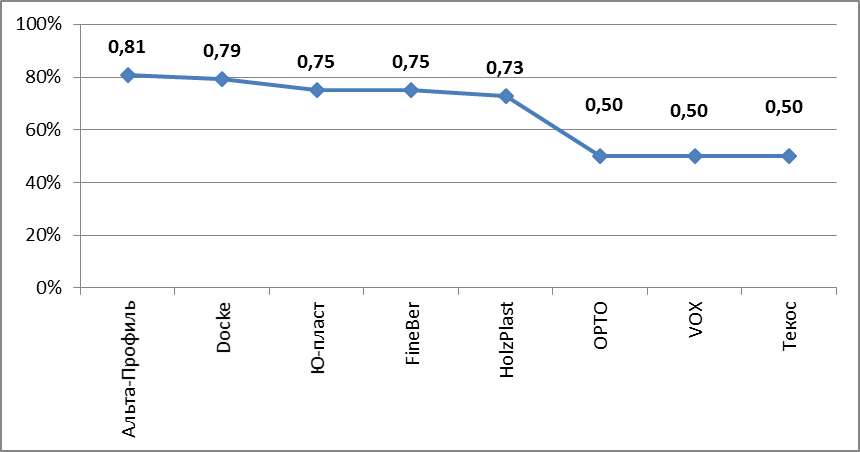 100%
80%
60%
40%
20%
0%
0,81
0,79
0,75
0,75
0,73
0,50
0,50
0,50
Альта-Профиль
Docke
Ю-пласт
FineBer
HolzPlast
ОРТО
VOX
Текос